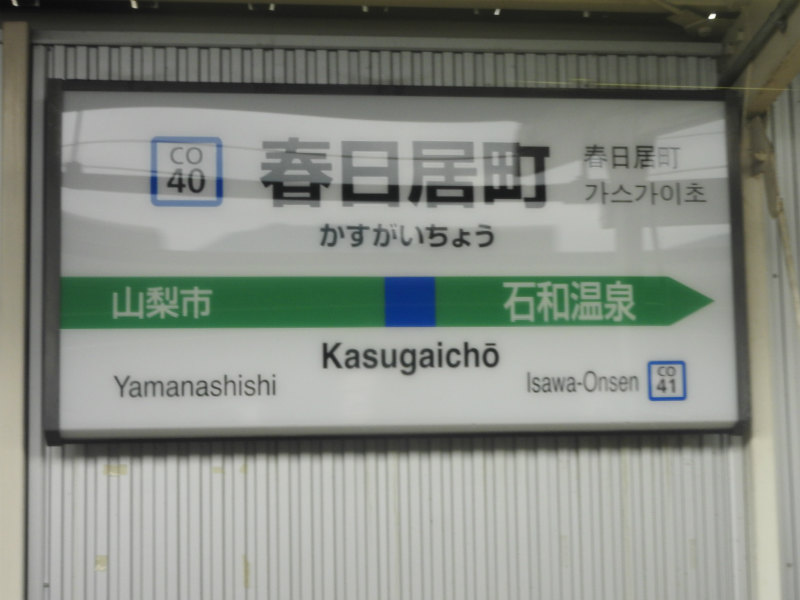 CO
40
春日居町
春日居町
가스가이초
かすがいちょう
山梨市
石和温泉
Kasugaichō
Yamanashishi
Isawa-Onsen
CO
41